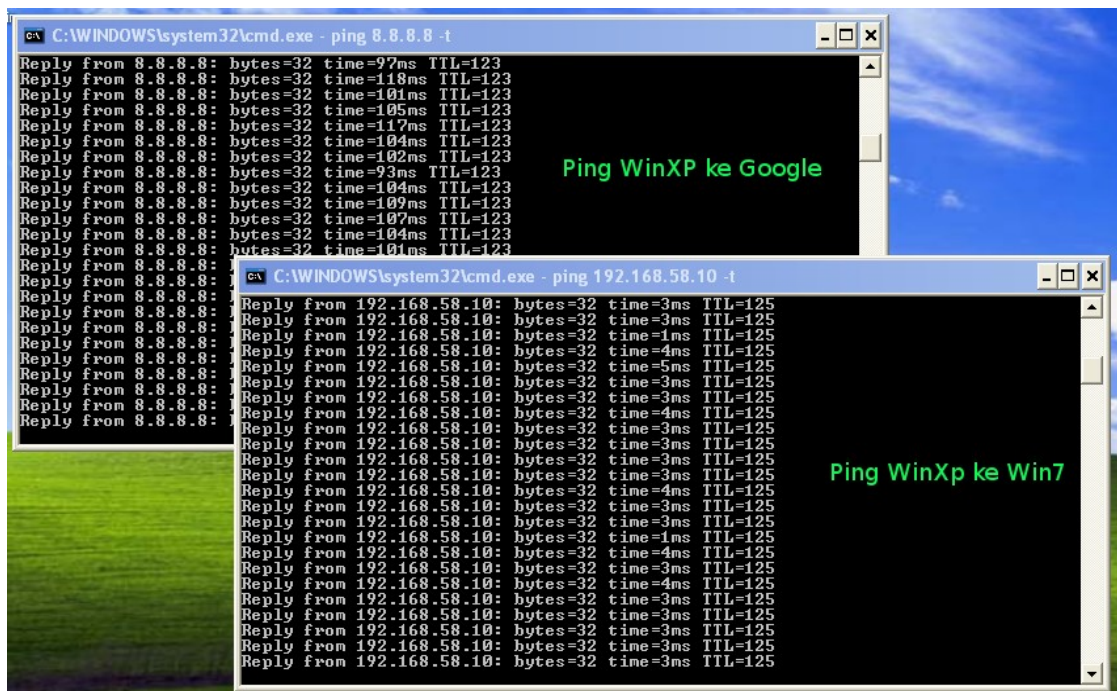 C:\WINDOWS\system32\cmd.exe - ping 8.8.8.8 -t
Reply from 8.8.8.8: bytes=32 time=97ms TTL=123
Reply from 8.8.8.8: bytes=32 time=118ms TTL=123
Reply from 8.8.8.8: bytes=32 time=101ms TTL=123
Reply from 8.8.8.8: bytes=32 time=105ms TTL=123
Reply from 8.8.8.8: bytes=32 time=117ms TTL=123
Reply from 8.8.8.8: bytes=32 time=104ms TTL=123
Reply from 8.8.8.8: bytes=32 time=102ms TTL=123
Reply from 8.8.8.8: bytes=32 time=93ms TTL=123
Reply from 8.8.8.8: bytes=32 time=104ms TTL=123
Reply from 8.8.8.8: bytes=32 time=109ms TTL=123
Reply from 8.8.8.8: bytes=32 time=107ms TTL=123
Reply from 8.8.8.8: bytes=32 time=104ms TTL=123
Reply from 8.8.8.8: bytes=32 time=101ms TTL=123
Reply from 8.8.8.8:
Reply from 8.8.8.8:
Reply from 8.8.8.8:
Reply from 8.8.8.8:
Reply from 8.8.8.8:
Reply from 8.8.8.8:
Reply from 8.8.8.8:
Reply from 8.8.8.8:
Reply from 8.8.8.8:
Reply from 8.8.8.8:
Reply from 8.8.8.8:
Ping WinXP ke Google
C:\WINDOWS\system32\cmd.exe - ping 192.168.58.10 -t
Reply from 192.168.58.10: bytes=32 time=3ms TTL=125
Reply from 192.168.58.10: bytes=32 time=3ms TTL=125
Reply from 192.168.58.10: bytes=32 time=1ms TTL=125
Reply from 192.168.58.10: bytes=32 time=4ms TTL=125
Reply from 192.168.58.10: bytes=32 time=5ms TTL=125
Reply from 192.168.58.10: bytes=32 time=3ms TTL=125
Reply from 192.168.58.10: bytes=32 time=3ms TTL=125
Reply from 192.168.58.10: bytes=32 time=4ms TTL=125
Reply from 192.168.58.10: bytes=32 time=3ms TTL=125
Reply from 192.168.58.10: bytes=32 time=3ms TTL=125
Reply from 192.168.58.10: bytes=32 time=3ms TTL=125
Reply from 192.168.58.10: bytes=32 time=3ms TTL=125
Reply from 192.168.58.10: bytes=32 time=4ms TTL=125
Reply from 192.168.58.10: bytes=32 time=3ms TTL=125
Reply from 192.168.58.10: bytes=32 time=3ms TTL=125
Reply from 192.168.58.10: bytes=32 time=1ms TTL=125
Reply from 192.168.58.10: bytes=32 time=4ms TTL=125
Reply from 192.168.58.10: bytes=32 time=3ms TTL=125
Reply from 192.168.58.10: bytes=32 time=4ms TTL=125
Reply from 192.168.58.10: bytes=32 time=3ms TTL=125
Reply from 192.168.58.10: bytes=32 time=3ms TTL=125
Reply from 192.168.58.10: bytes=32 time=3ms TTL=125
Reply from 192.168.58.10: bytes=32 time=3ms TTL=125
Reply from 192.168.58.10: bytes=32 time=3ms TTL=125
Ping WinXp ke Win7